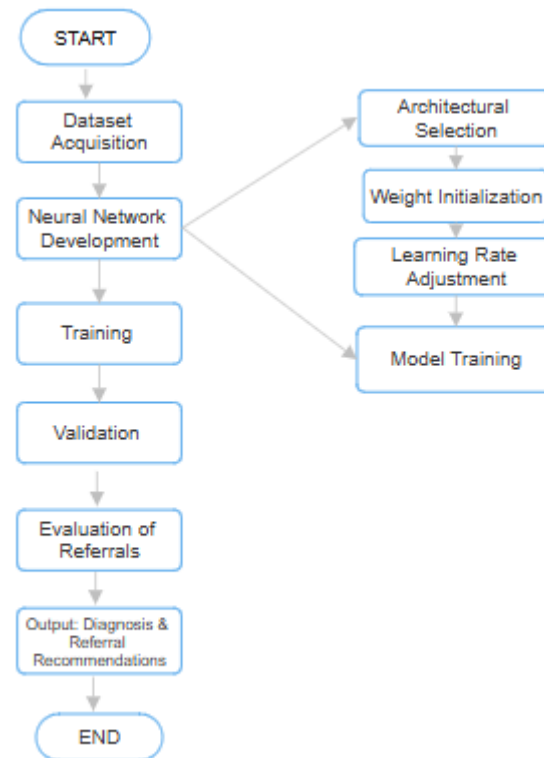 START
Dataset
Acquisition
Neural Network
Development
Training
Validation
Evaluation of
Referrals
Output: Diagnosis &
Referral
Recommendations
END
Architectural
Selection
Weight Initialization
Learning Rate
Adjustment
Model Training